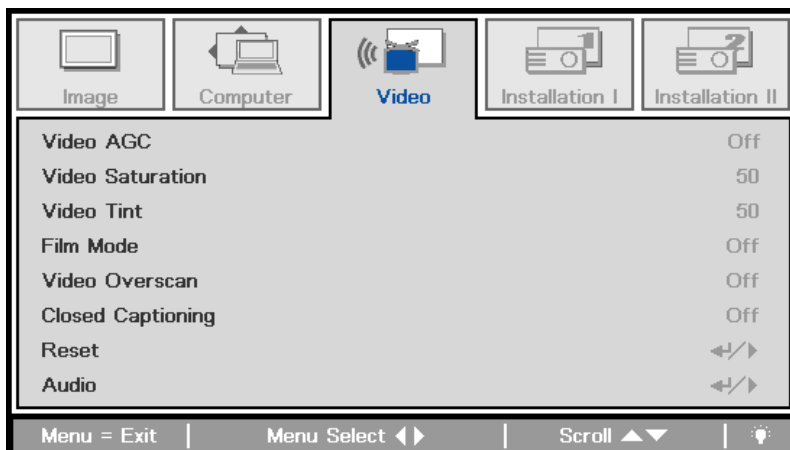 Image Computer Video Installation I Installation II
Video AGC Off
Video Saturation 50
Video Tint 50
Film Mode Off
Video Overscan Off
Closed Captioning Off
Reset ↵/▶
Audio ↵/▶
Menu = Exit | Menu Select ◀▶ | Scroll ▲▼ |